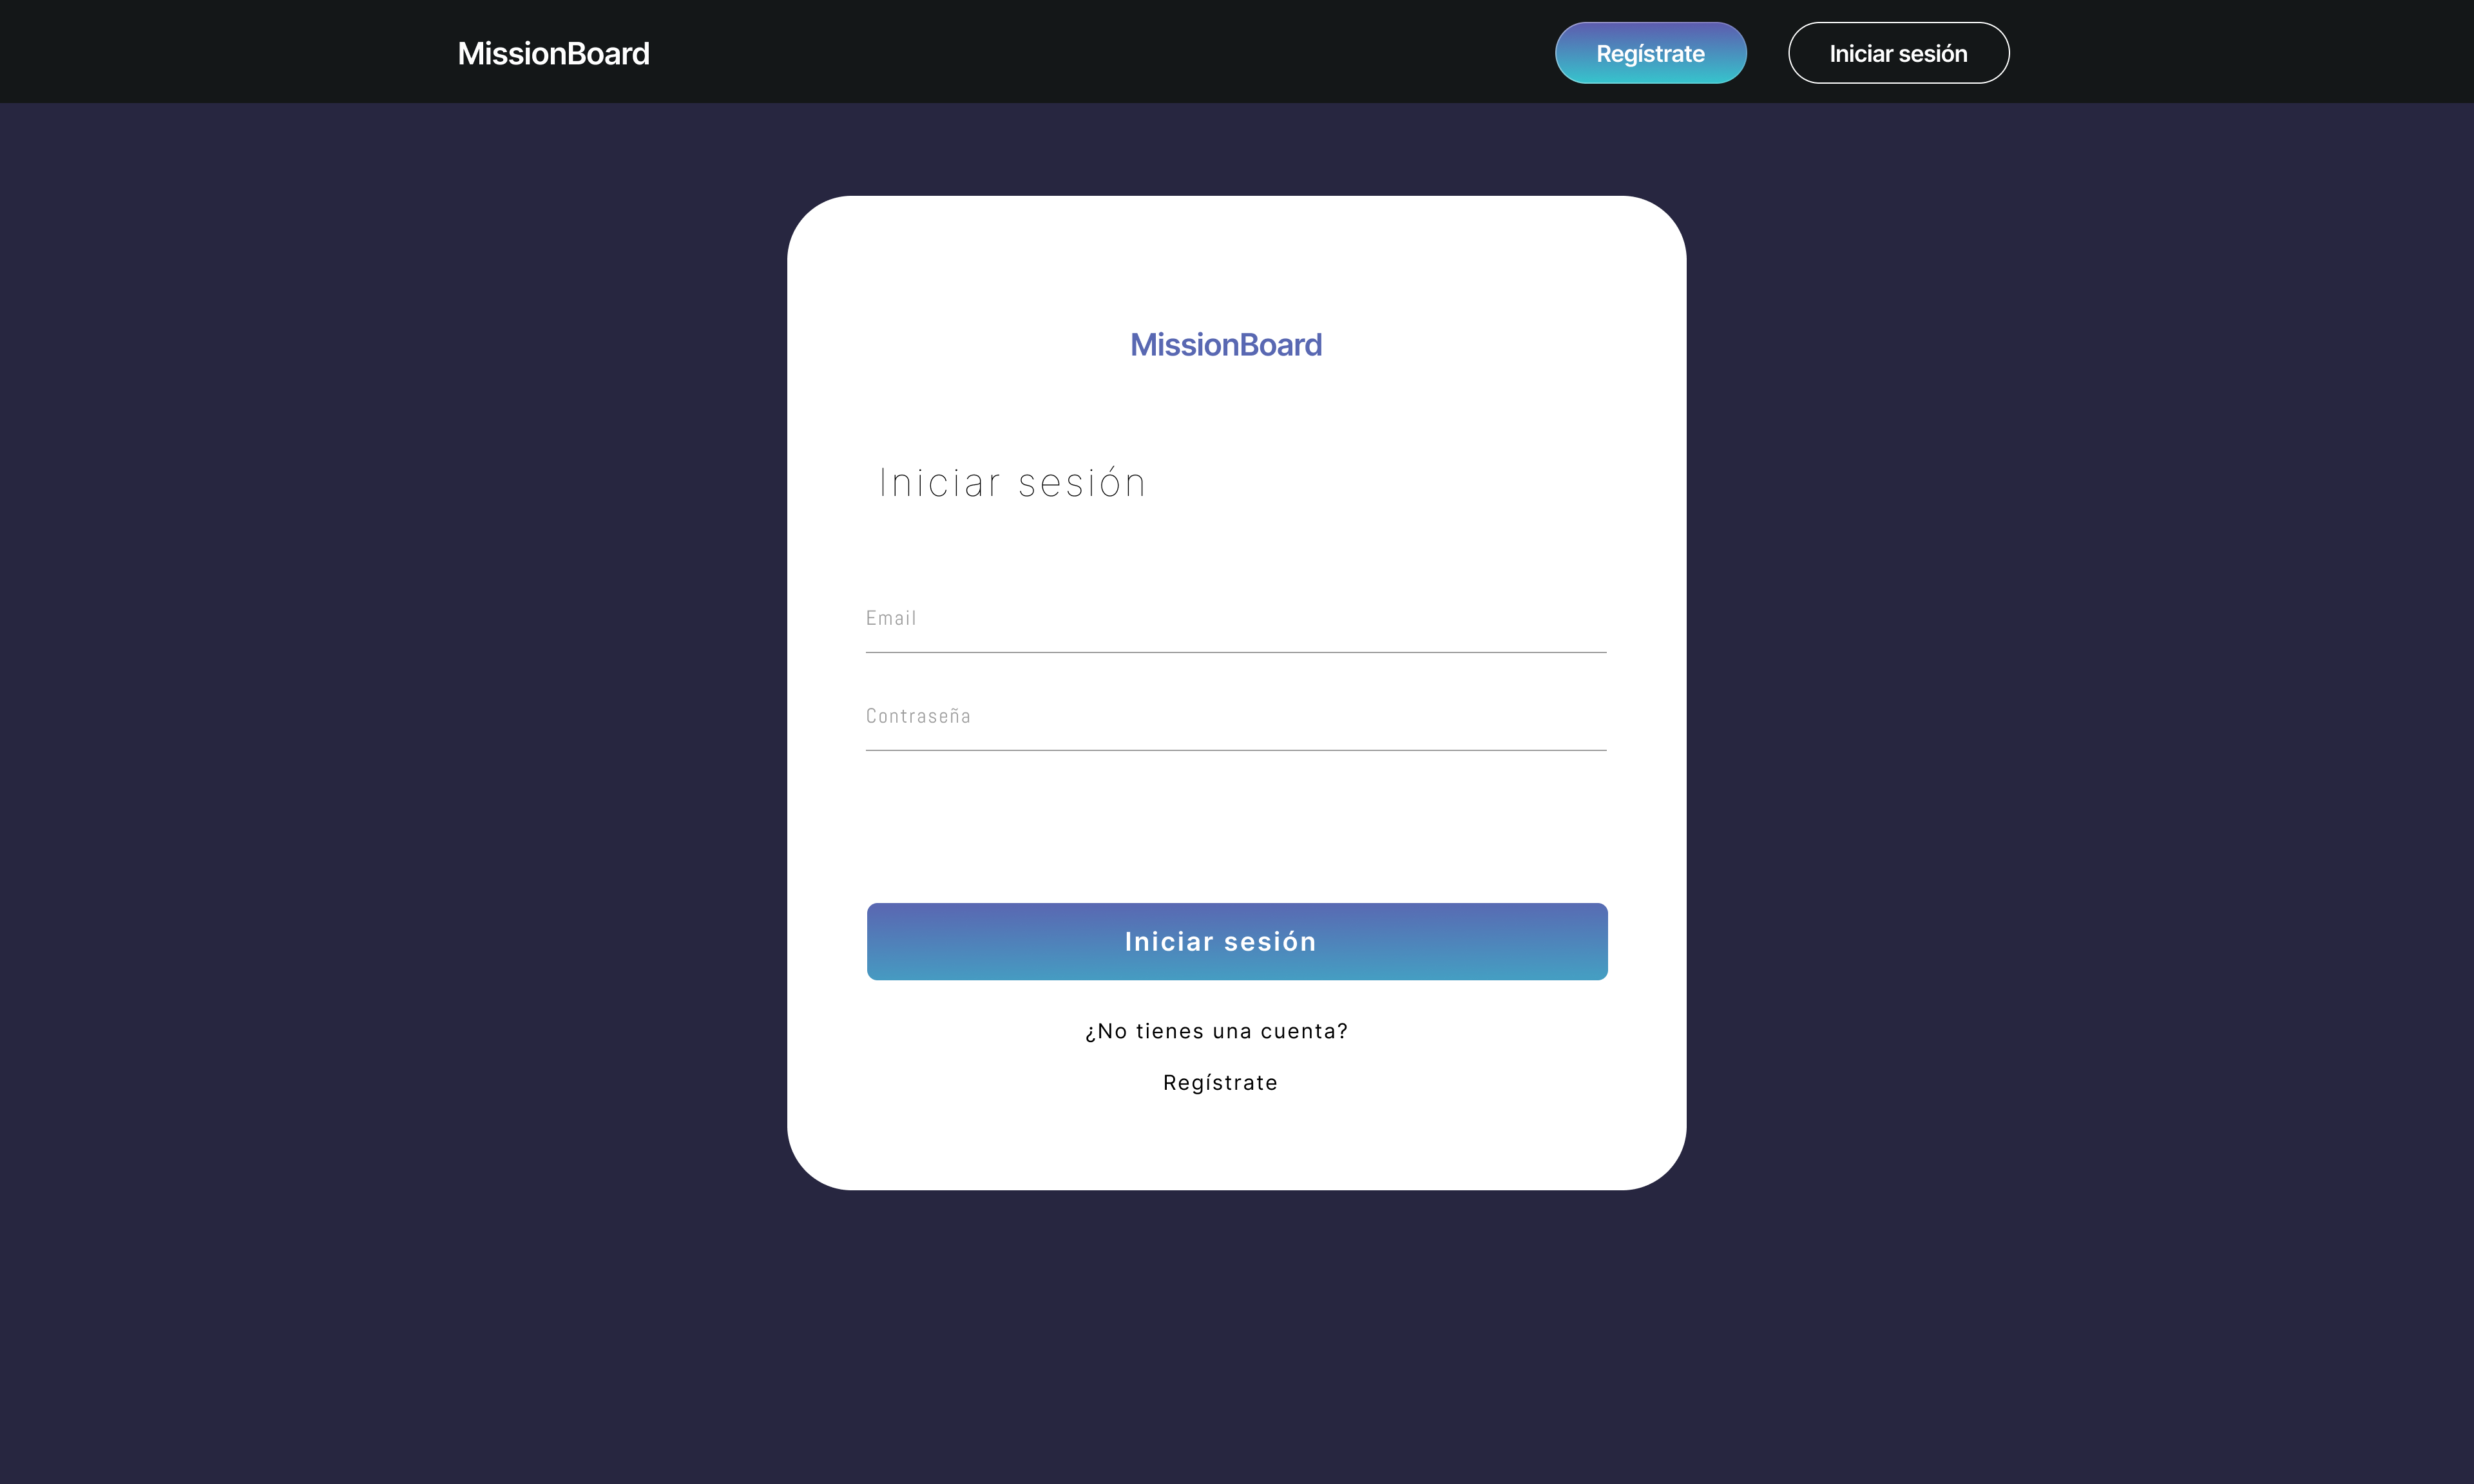 MissionBoard
Regístrate
Iniciar sesión
MissionBoard
Iniciar sesión
Email
Contraseña
Iniciar sesión
¿No tienes una cuenta?
Regístrate